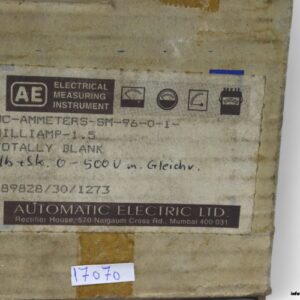 AE
ELECTRICAL
MEASURING
INSTRUMENT
DC-AMMETERS-SM-96-0-1-
MILLIAMP-1.5
TOTALLY BLANK
0-500V m. Gleichr.
89828/30/1273
AUTOMATIC ELECTRIC LTD.
Rectifier House, 570 Naigaum Cross Rd., Mumbai 400 031
17070